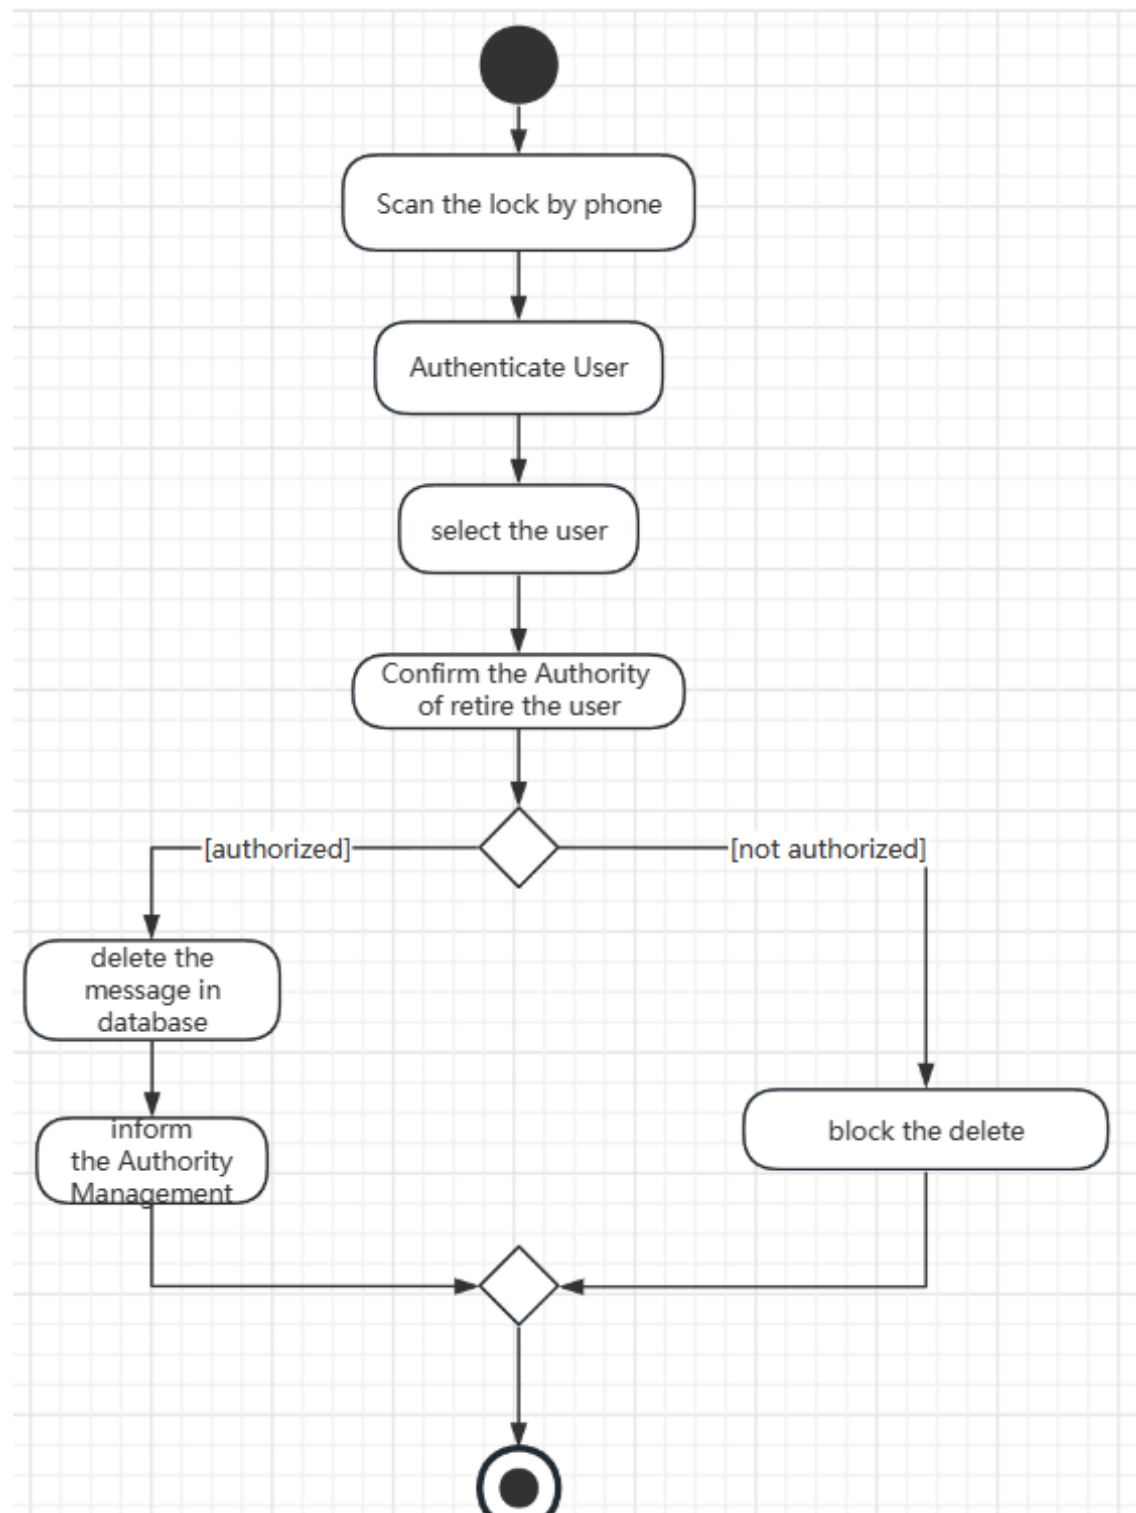 Scan the lock by phone
Authenticate User
select the user
Confirm the Authority
of retire the user
[authorized]
[not authorized]
delete the
message in
database
inform
the Authority
Management
block the delete